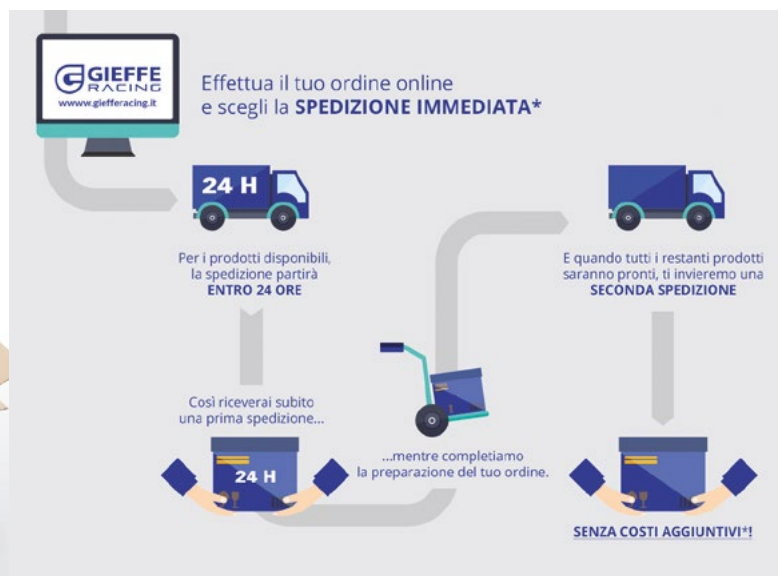 GIEFFE
RACING
wwww.giefferacing.it
Effettua il tuo ordine online
e scegli la SPEDIZIONE IMMEDIATA*
24 H
Per i prodotti disponibili,
la spedizione partirà
ENTRO 24 ORE
Così riceverai subito
una prima spedizione...
24 H
...mentre completiamo
la preparazione del tuo ordine.
E quando tutti i restanti prodotti
saranno pronti, ti invieremo una
SECONDA SPEDIZIONE
SENZA COSTI AGGIUNTIVI*!